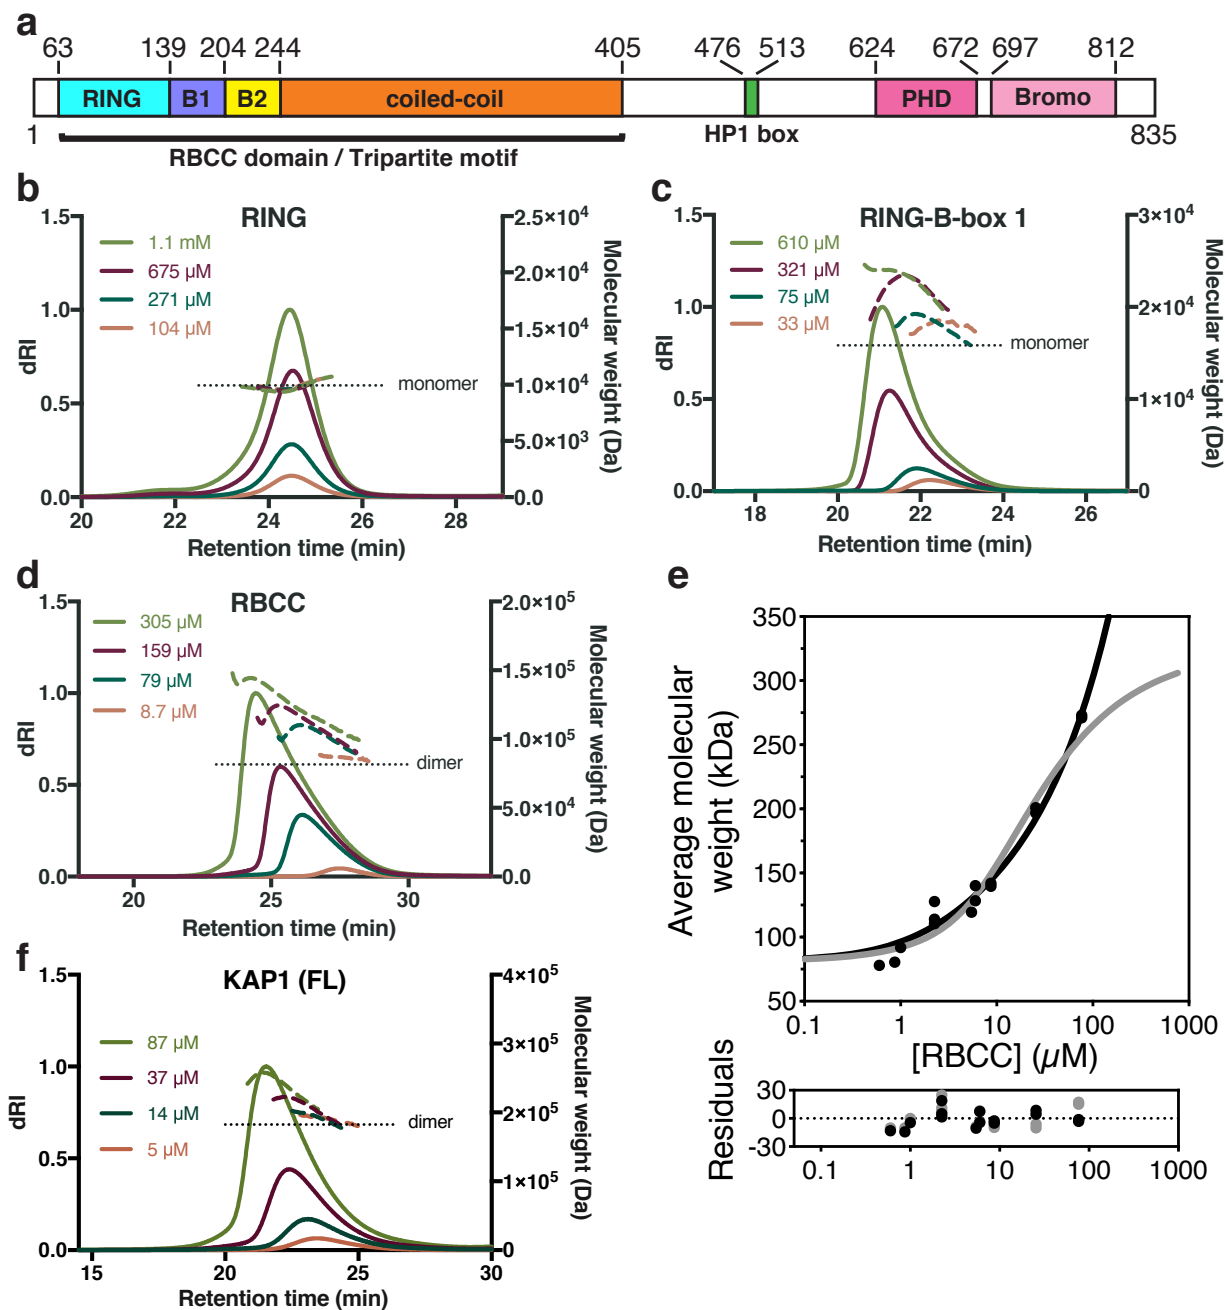 a
63 139 204 244 405 476 513 624 672 697 812
RING B1 B2 coiled-coil PHD Bromo
1 HP1 box 835
RBCC domain / Tripartite motif
b
RING
1.5 2.5×10⁴
1.1 mM
675 µM 2.0×10⁴
271 µM
1.0 1.5×10⁴
104 µM
monomer 1.0×10⁴
0.5
5.0×10³
0.0 0.0
20 22 24 26 28
dRI
Molecular weight (Da)
Retention time (min)
c
RING-B-box 1
1.5 3×10⁴
610 µM
321 µM
75 µM
1.0 2×10⁴
33 µM
monomer
0.5 1×10⁴
0.0 0
18 20 22 24 26
dRI
Molecular weight (Da)
Retention time (min)
d
RBCC
1.5 2.0×10⁵
305 µM
159 µM
1.5×10⁵
79 µM
1.0
8.7 µM
1.0×10⁵
dimer
0.5 5.0×10⁴
0.0 0.0
20 25 30
dRI
Molecular weight (Da)
Retention time (min)
e
350
300
250
200
150
100
50
0.1 1 10 100 1000
Average molecular
weight (kDa)
[RBCC] (µM)
Residuals
30
0
-30
0.1 1 10 100 1000
f
KAP1 (FL)
1.5 4×10⁵
87 µM
3×10⁵
1.0
37 µM
14 µM
2×10⁵
dimer
5 µM
0.5 1×10⁵
0.0 0
15 20 25 30
dRI
Molecular weight (Da)
Retention time (min)